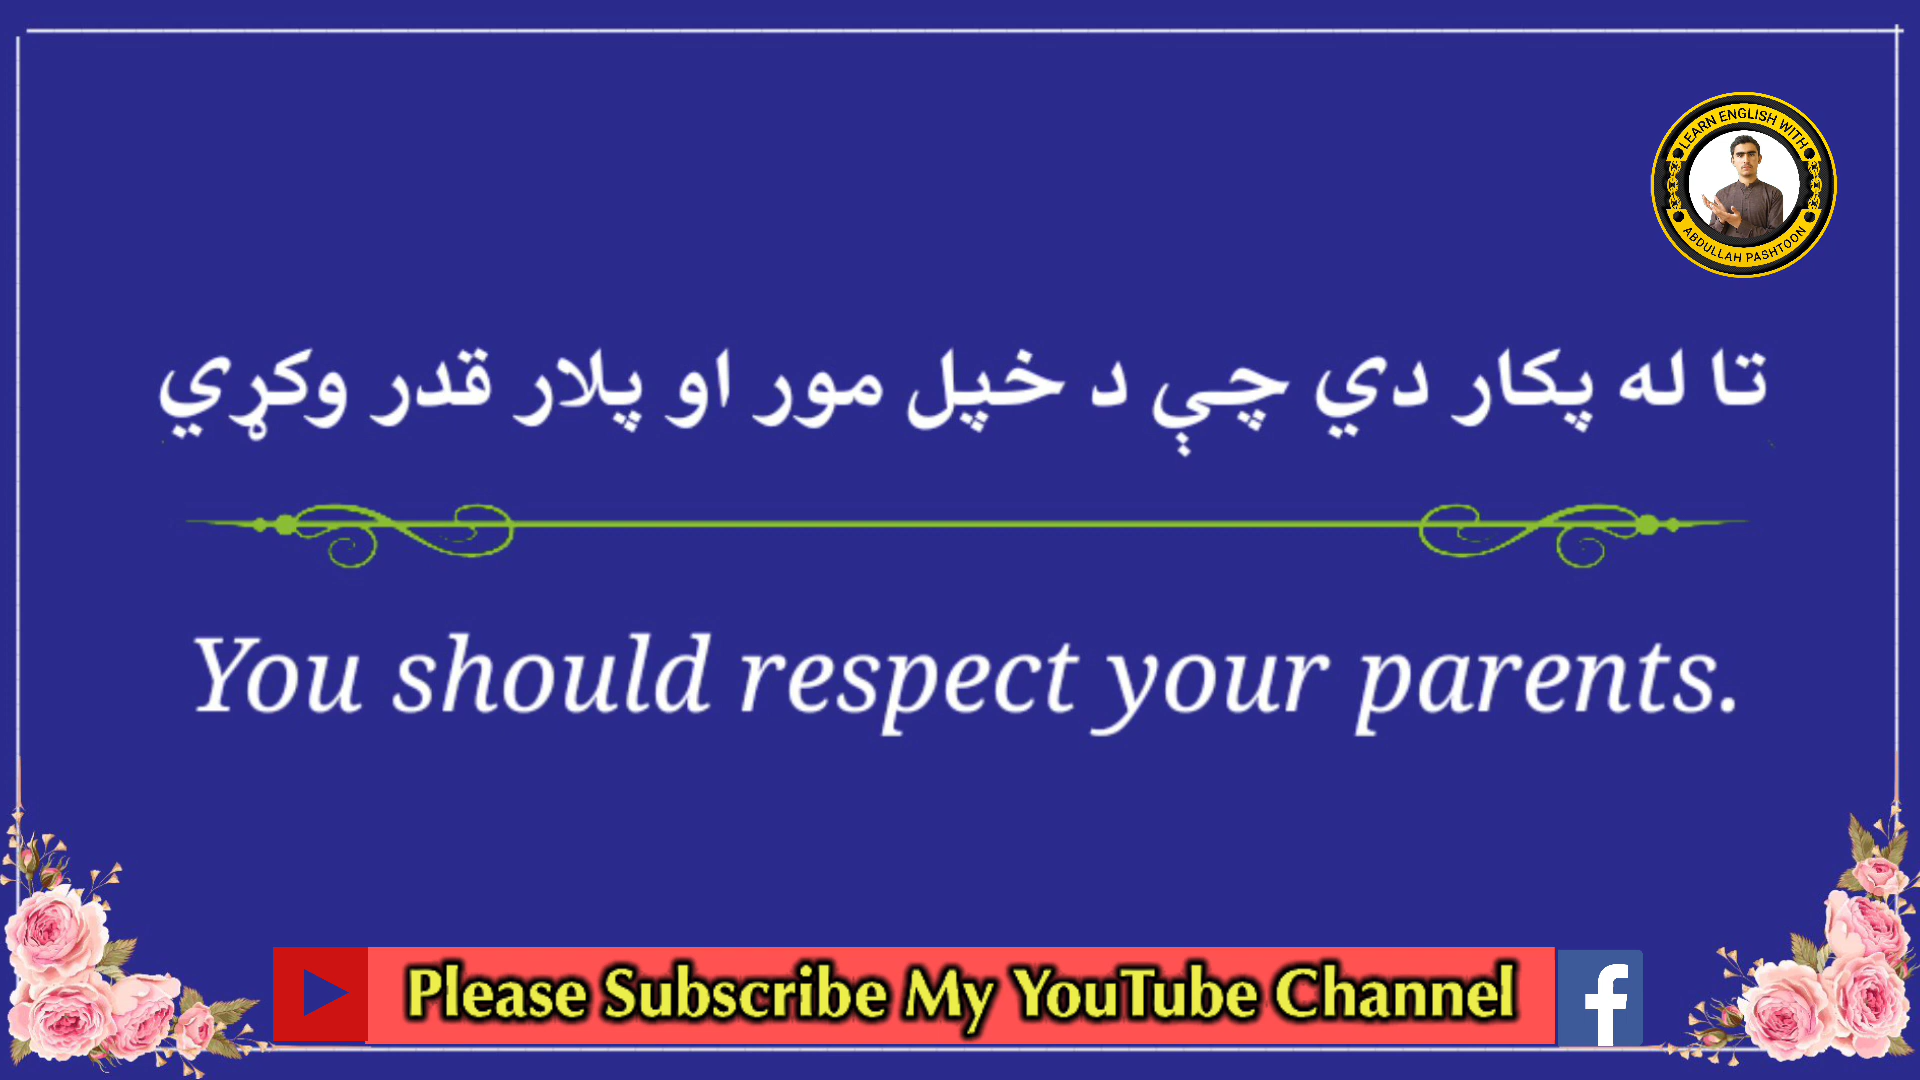 LEARN ENGLISH WITH
ABDULLAH PASHTOON
تا له پکار دي چې د خپل مور او پلار قدر وکړي
You should respect your parents.
Please Subscribe My YouTube Channel
f